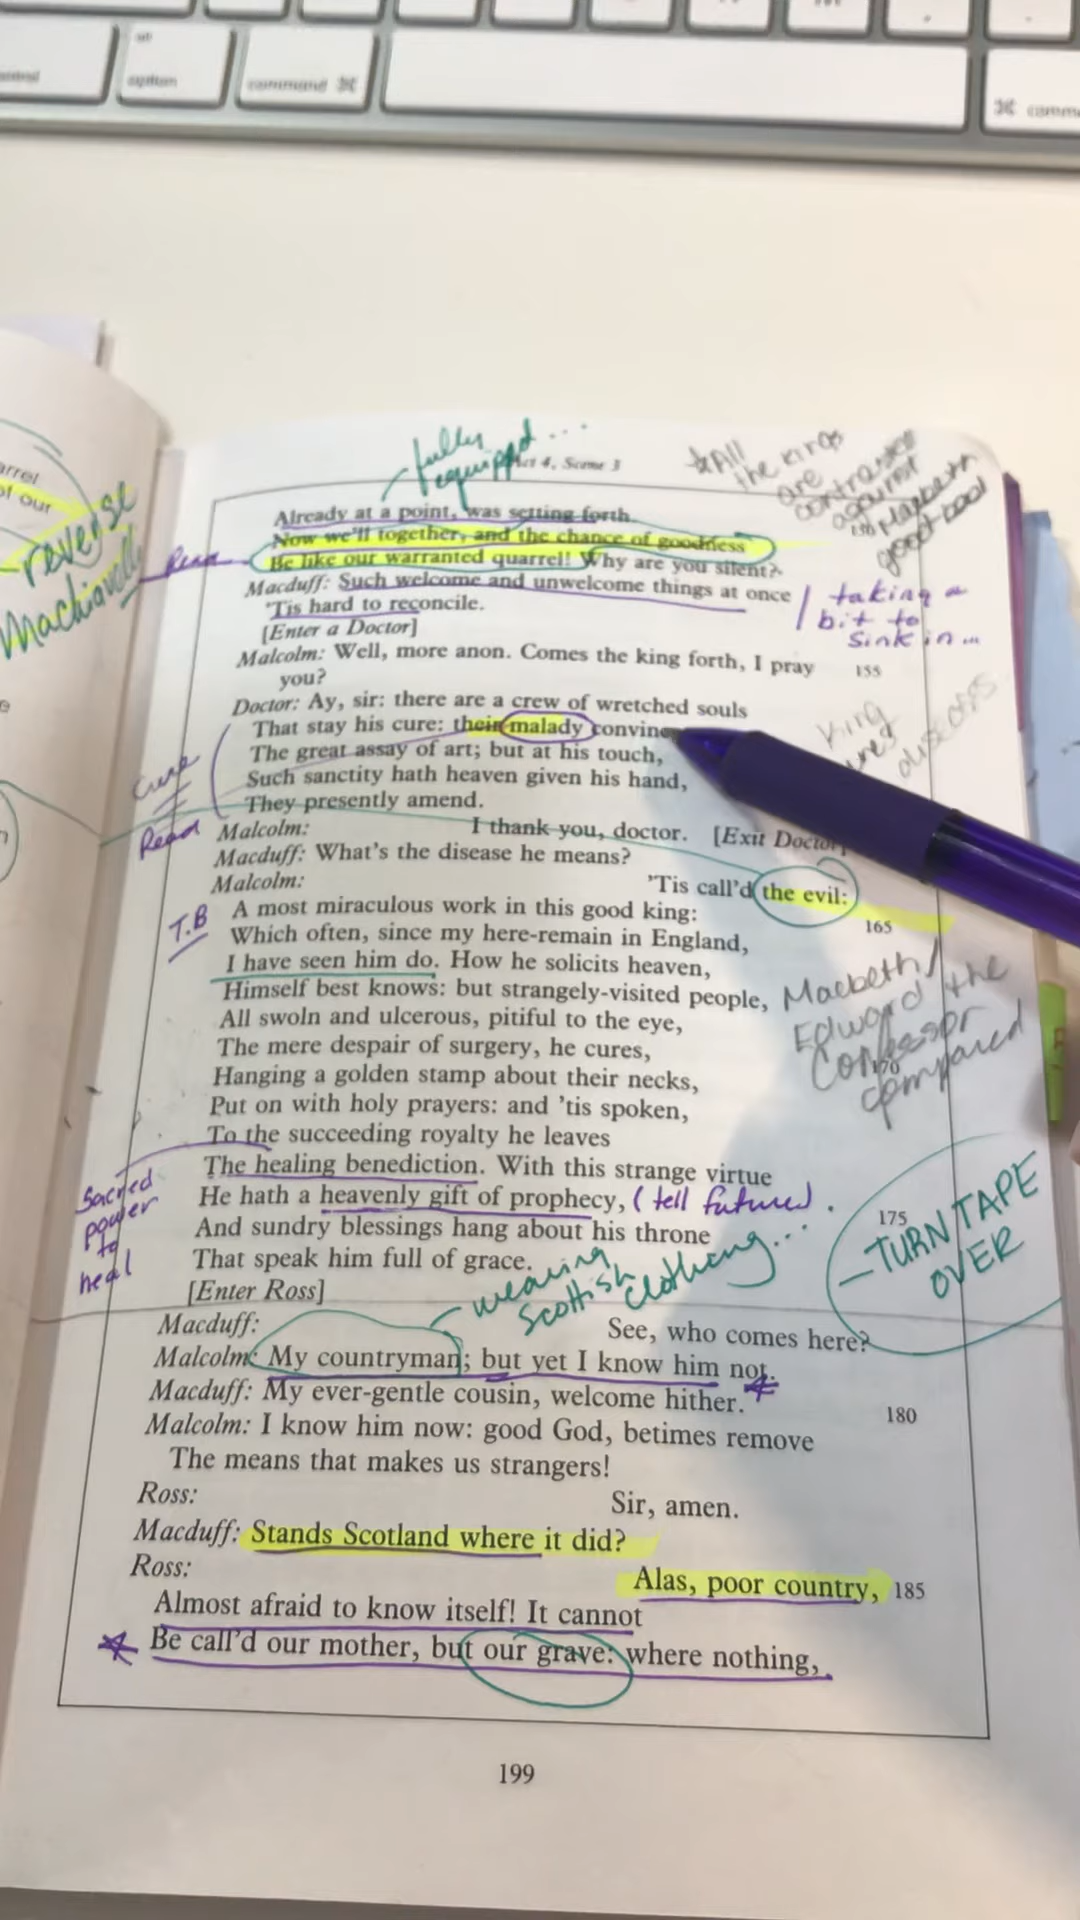 option
command ⌘
⌘ comm
fully
equipped...
Act 4, Scene 3
All
the kings
are
contrasted
against
Macbeth
good bad
reverse
Machiavelli
of our
Already at a point, was setting forth.
Now we'll together, and the chance of goodness
150
Read
Be like our warranted quarrel! Why are you silent?
Macduff: Such welcome and unwelcome things at once
'Tis hard to reconcile.
taking a
bit to
sink in...
[Enter a Doctor]
Malcolm: Well, more anon. Comes the king forth, I pray
155
you?
Doctor: Ay, sir: there are a crew of wretched souls
That stay his cure: their malady convinc
The great assay of art; but at his touch,
Such sanctity hath heaven given his hand,
They presently amend.
King
cures
diseases
Cure
Read
Malcolm: I thank you, doctor. [Exit Doctor
Macduff: What's the disease he means?
Malcolm: 'Tis call'd the evil:
T.B
A most miraculous work in this good king:
165
Which often, since my here-remain in England,
I have seen him do. How he solicits heaven,
Himself best knows: but strangely-visited people,
All swoln and ulcerous, pitiful to the eye,
The mere despair of surgery, he cures,
Hanging a golden stamp about their necks,
170
Put on with holy prayers: and 'tis spoken,
To the succeeding royalty he leaves
The healing benediction. With this strange virtue
Macbeth/
Edward the
Confessor
compared
Sacred
power
to
heal
He hath a heavenly gift of prophecy, (tell future).
175
And sundry blessings hang about his throne
That speak him full of grace.
TURN TAPE
OVER
[Enter Ross]
wearing
Scottish
clothing...
Macduff: See, who comes here?
Malcolm: My countryman; but yet I know him not.
Macduff: My ever-gentle cousin, welcome hither.
180
Malcolm: I know him now: good God, betimes remove
The means that makes us strangers!
Ross: Sir, amen.
Macduff: Stands Scotland where it did?
Ross: Alas, poor country,
185
Almost afraid to know itself! It cannot
Be call'd our mother, but our grave: where nothing,
199